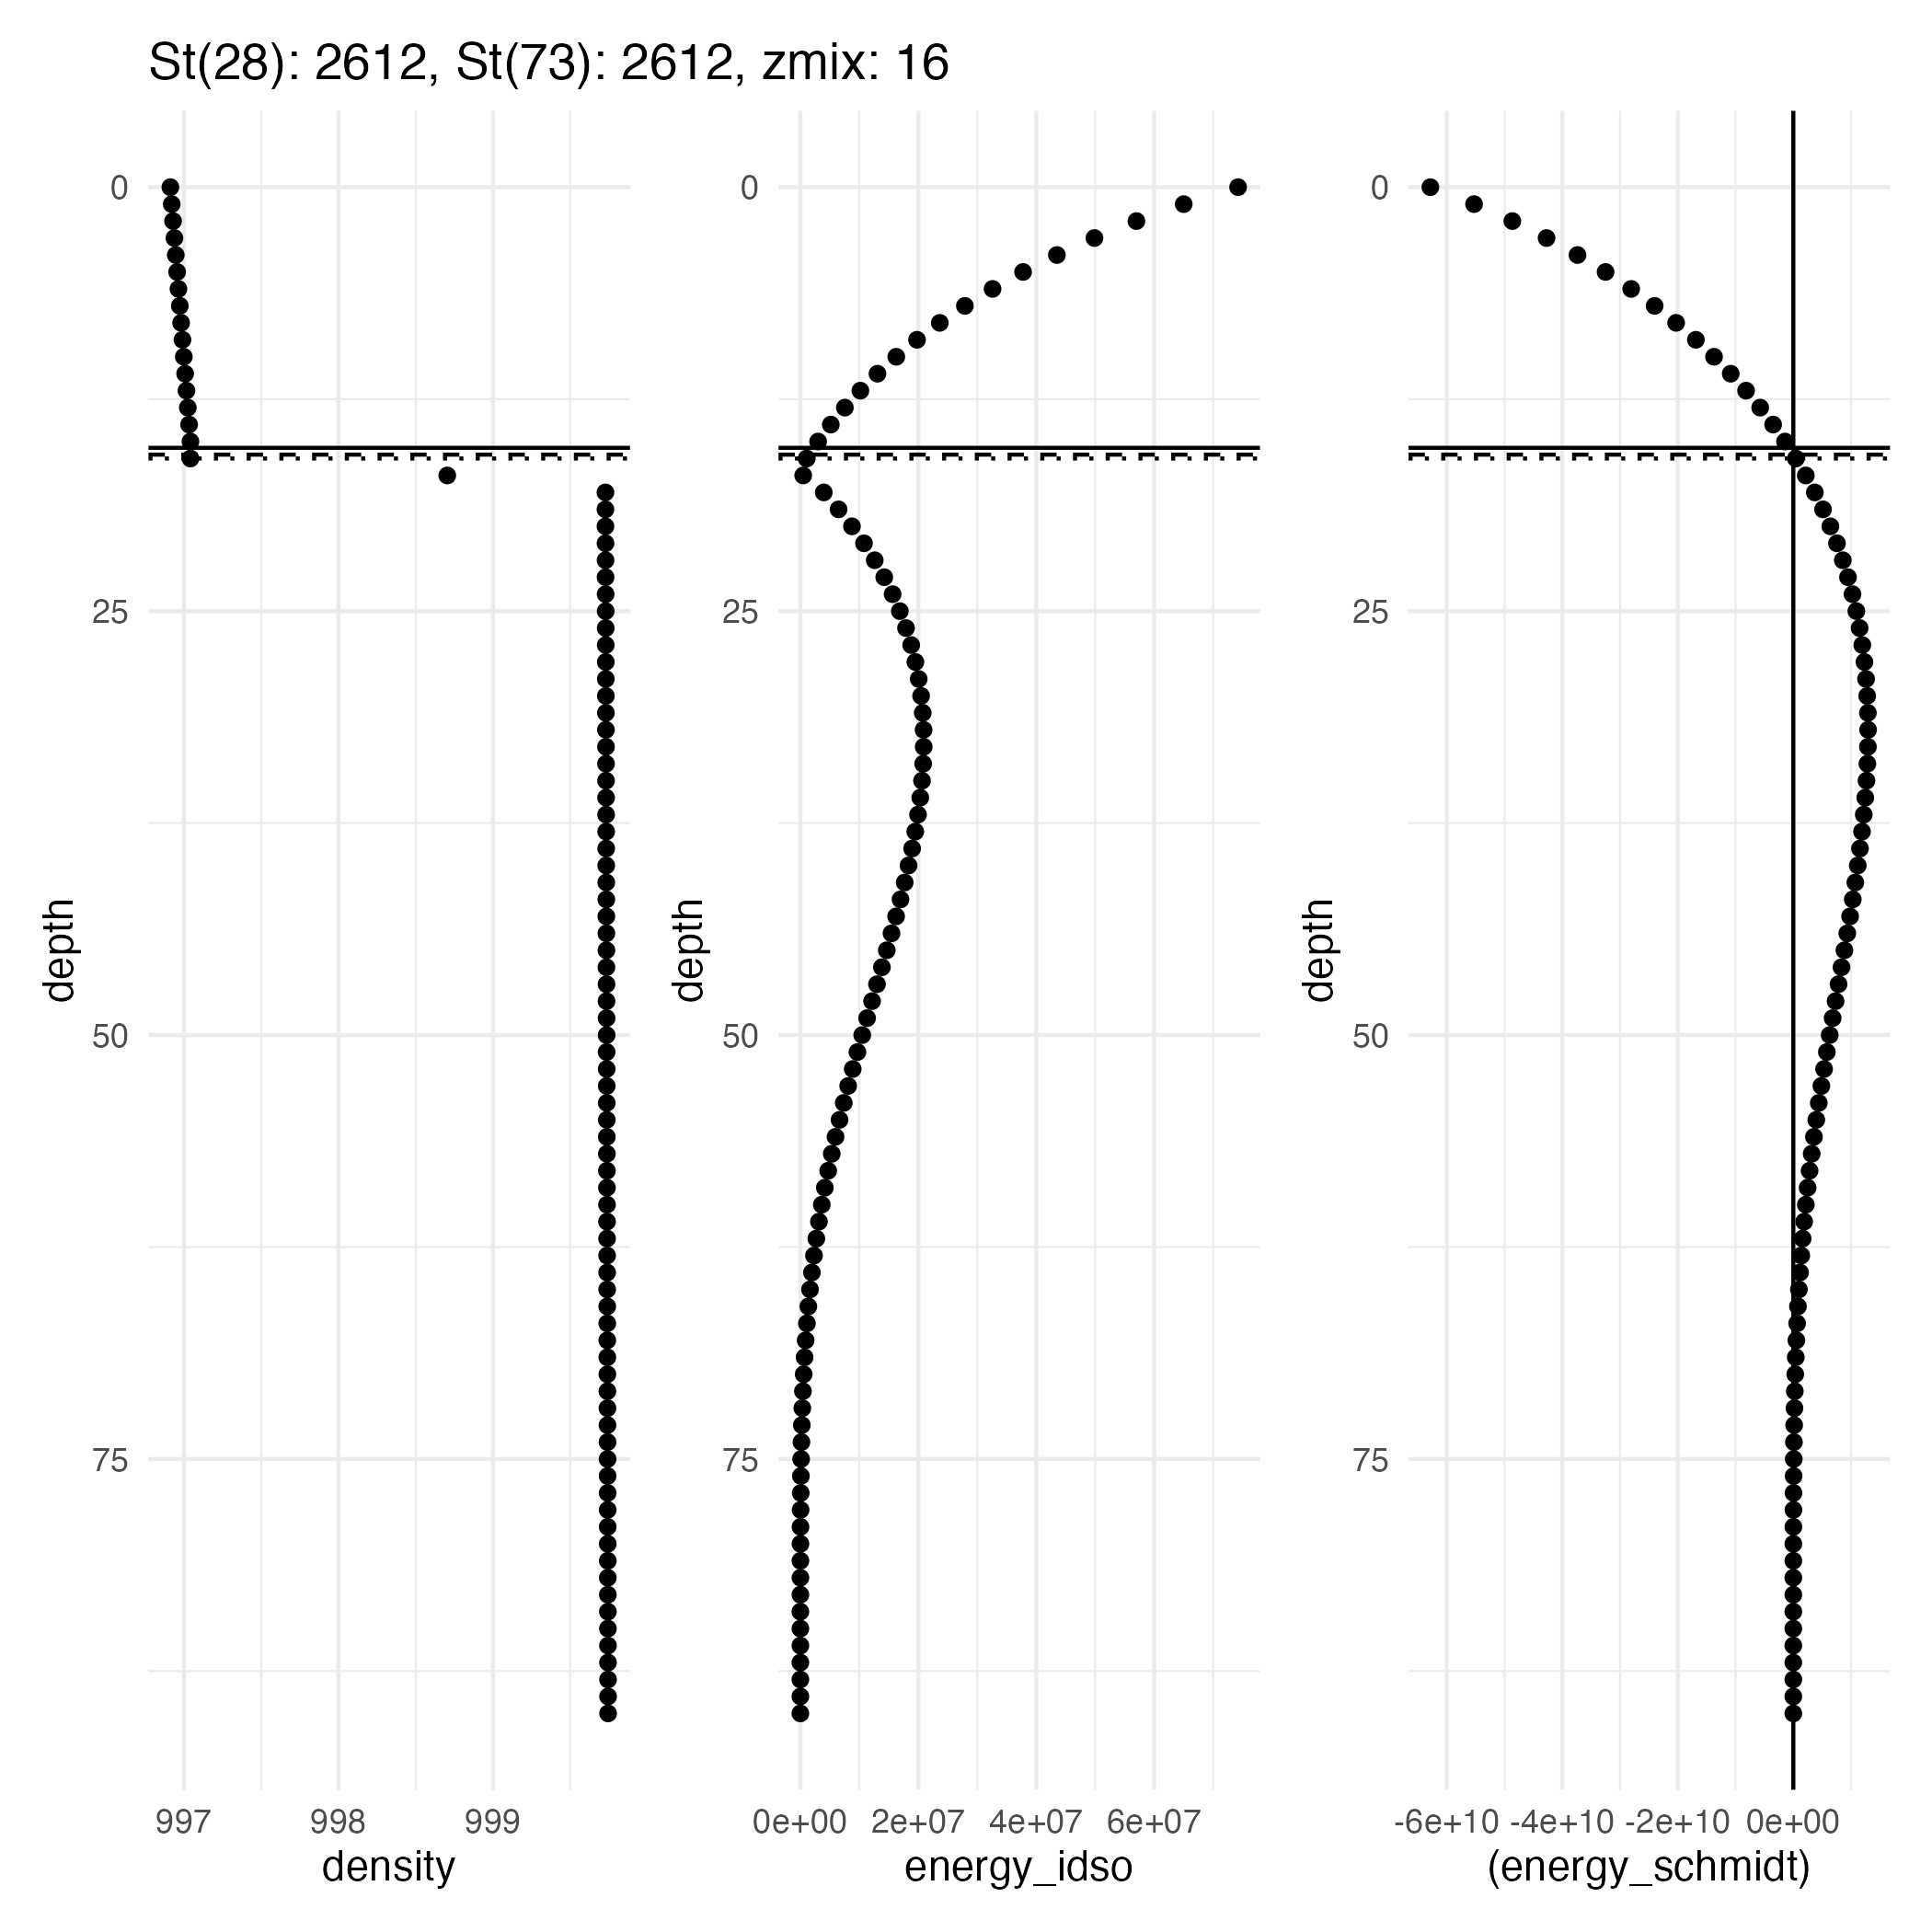 St(28): 2612, St(73): 2612, zmix: 16
0
25
50
75
depth
997 998 999
density
0
25
50
75
depth
0e+00 2e+07 4e+07 6e+07
energy_idso
0
25
50
75
depth
-6e+10 -4e+10 -2e+10 0e+00
(energy_schmidt)